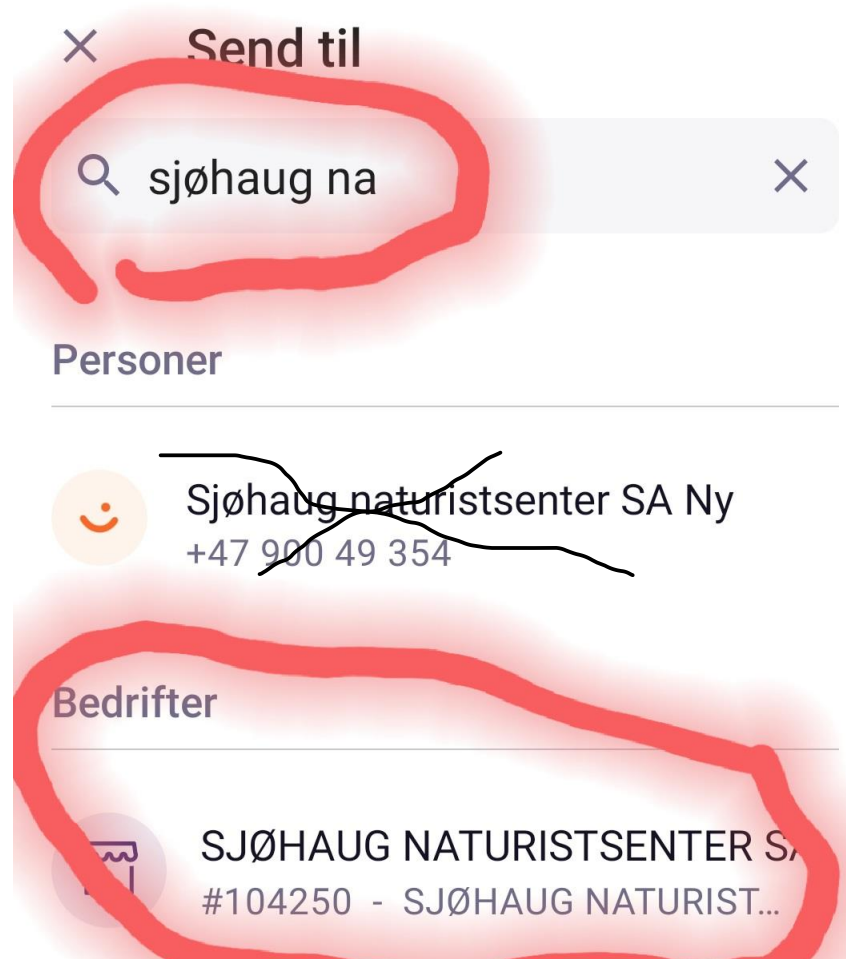 Send til
sjøhaug na
Personer
Sjøhaug naturistsenter SA Ny
+47 900 49 354
Bedrifter
SJØHAUG NATURISTSENTER SA
#104250 - SJØHAUG NATURIST...